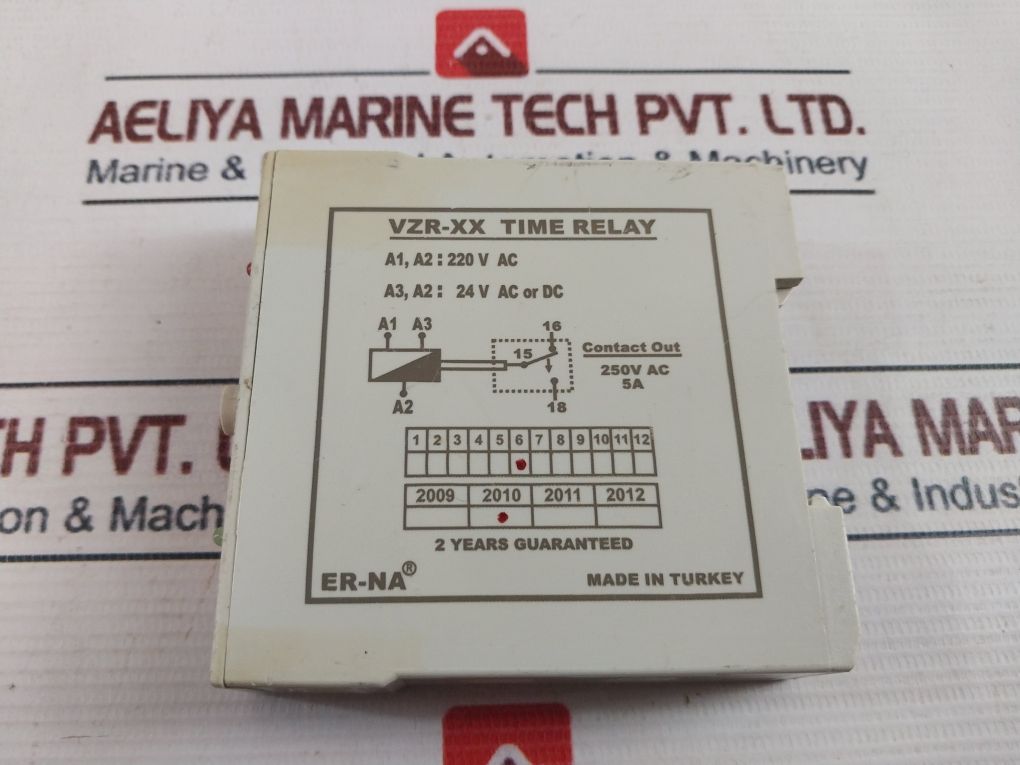 AELIYA MARINE TECH PVT. LTD.
Marine & Automation & Machinery
VZR-XX TIME RELAY
A1, A2 : 220 V AC
A3, A2 : 24 V AC or DC
A1 A3
A2
15
16
18
Contact Out
250V AC
5A
1 2 3 4 5 6 7 8 9 10 11 12
2009 2010 2011 2012
2 YEARS GUARANTEED
ER-NA®
MADE IN TURKEY
TH PVT.
on & Mach
LIYA MAR
& Indus